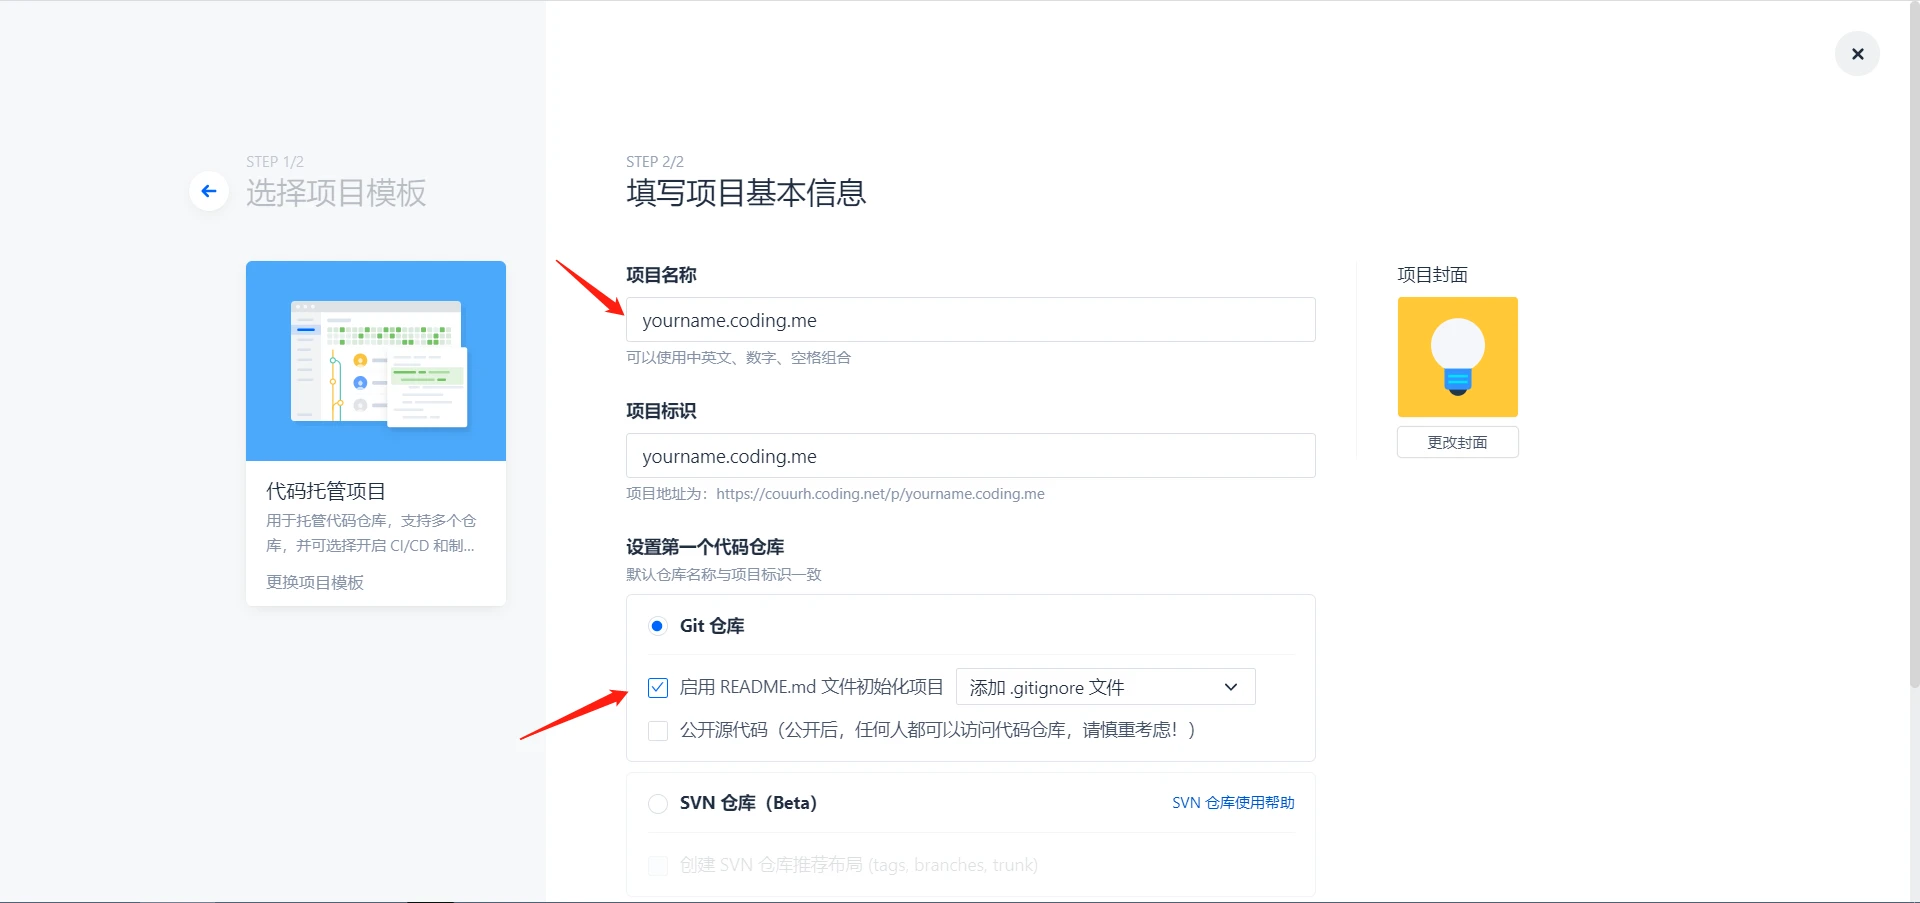 STEP 1/2
选择项目模板
代码托管项目
用于托管代码仓库，支持多个仓
库，并可选择开启 CI/CD 和制...
更换项目模板
STEP 2/2
填写项目基本信息
项目名称
yourname.coding.me
可以使用中英文、数字、空格组合
项目标识
yourname.coding.me
项目地址为：https://couurh.coding.net/p/yourname.coding.me
设置第一个代码仓库
默认仓库名称与项目标识一致
Git 仓库
启用 README.md 文件初始化项目
添加 .gitignore 文件
公开源代码（公开后，任何人都可以访问代码仓库，请慎重考虑！）
SVN 仓库（Beta）
SVN 仓库使用帮助
创建 SVN 仓库推荐布局 (tags, branches, trunk)
项目封面
更改封面